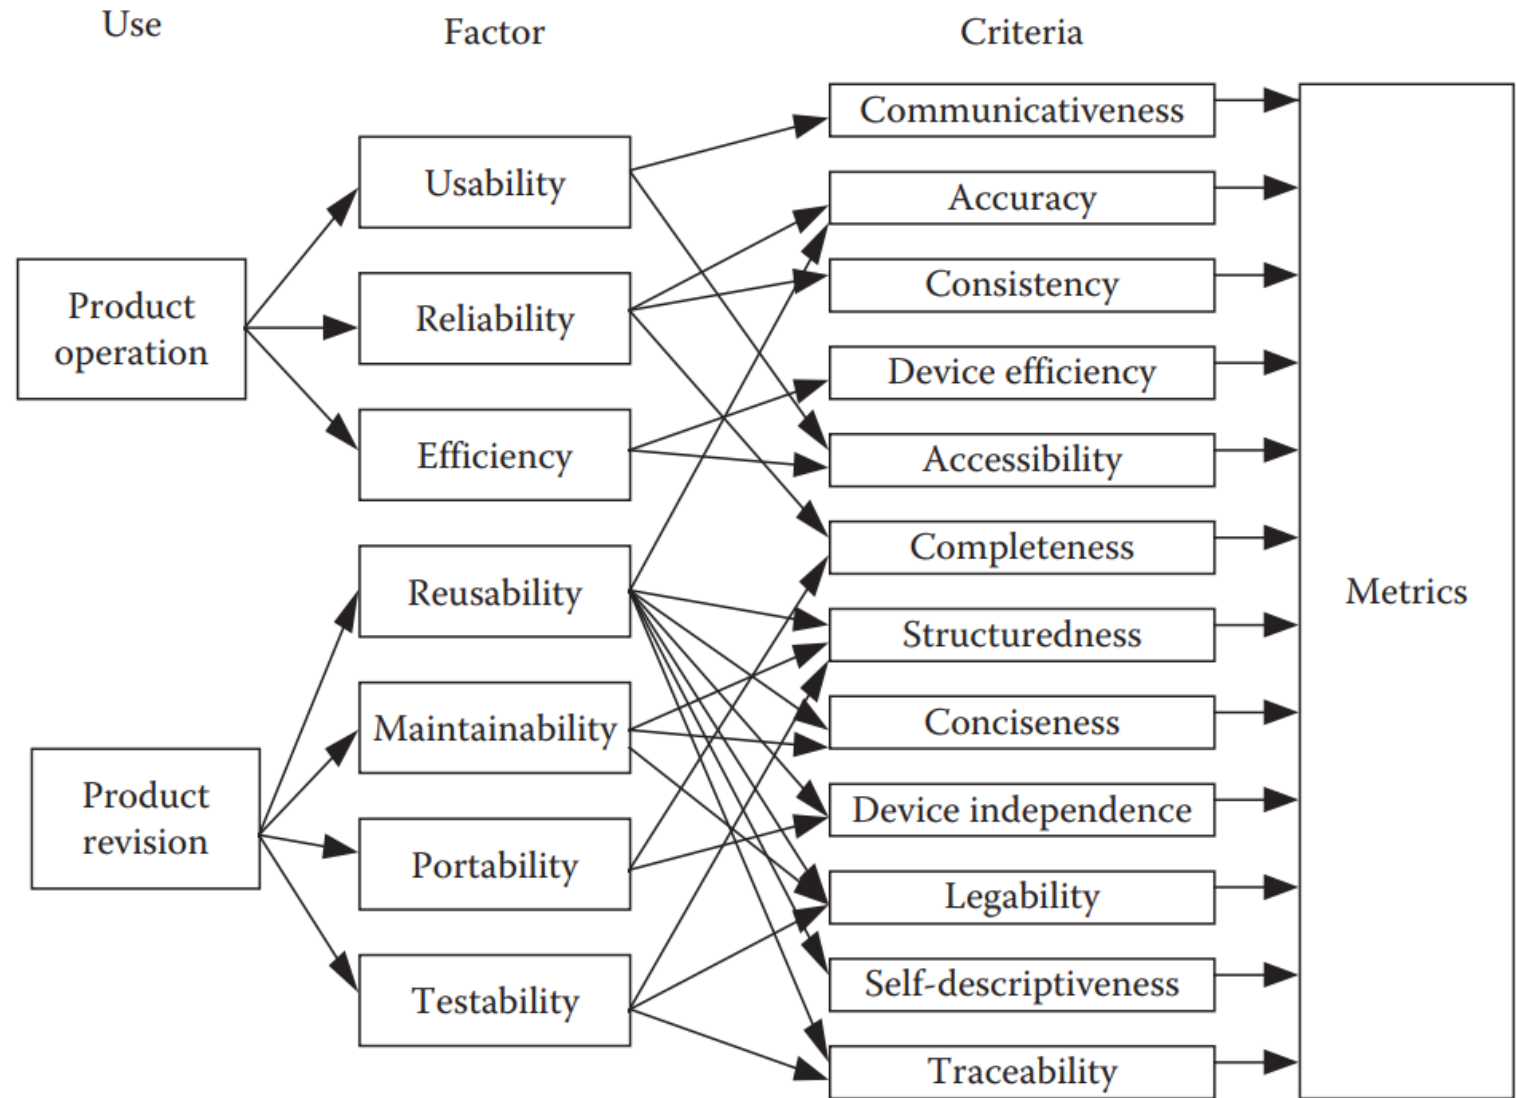 Use
Factor
Criteria
Product
operation
Product
revision
Usability
Reliability
Efficiency
Reusability
Maintainability
Portability
Testability
Communicativeness
Accuracy
Consistency
Device efficiency
Accessibility
Completeness
Structuredness
Conciseness
Device independence
Legability
Self-descriptiveness
Traceability
Metrics